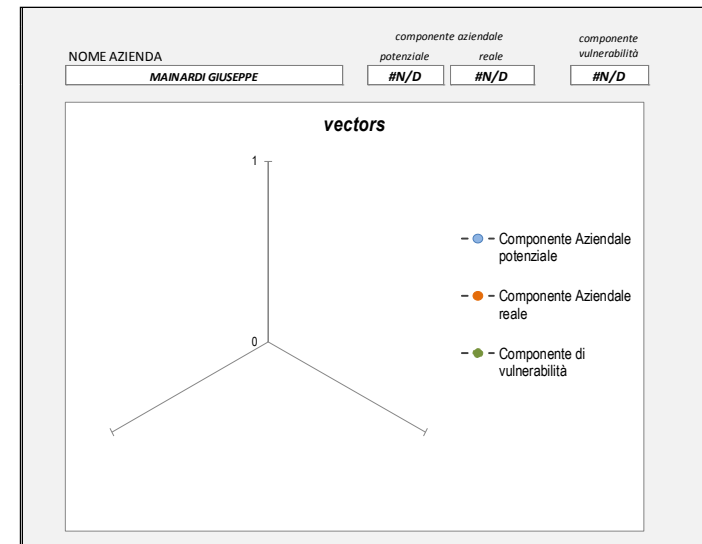 componente aziendale
componente
vulnerabilità
NOME AZIENDA
potenziale
reale
MAINARDI GIUSEPPE
#N/D
#N/D
#N/D
vectors
1
0
Componente Aziendale
potenziale
Componente Aziendale
reale
Componente di
vulnerabilità